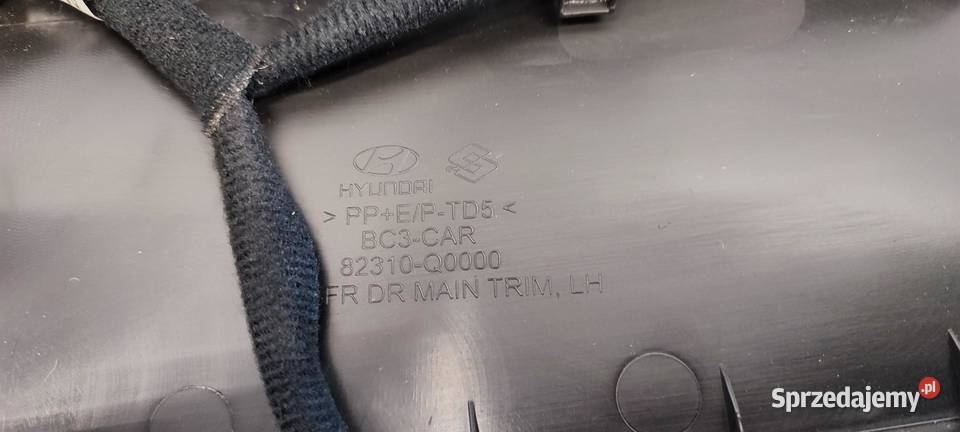 HYUNDAI
> PP+E/P-TD5 <
BC3-CAR
82310-Q0000
FR DR MAIN TRIM, LH
Sprzedajemy.pl